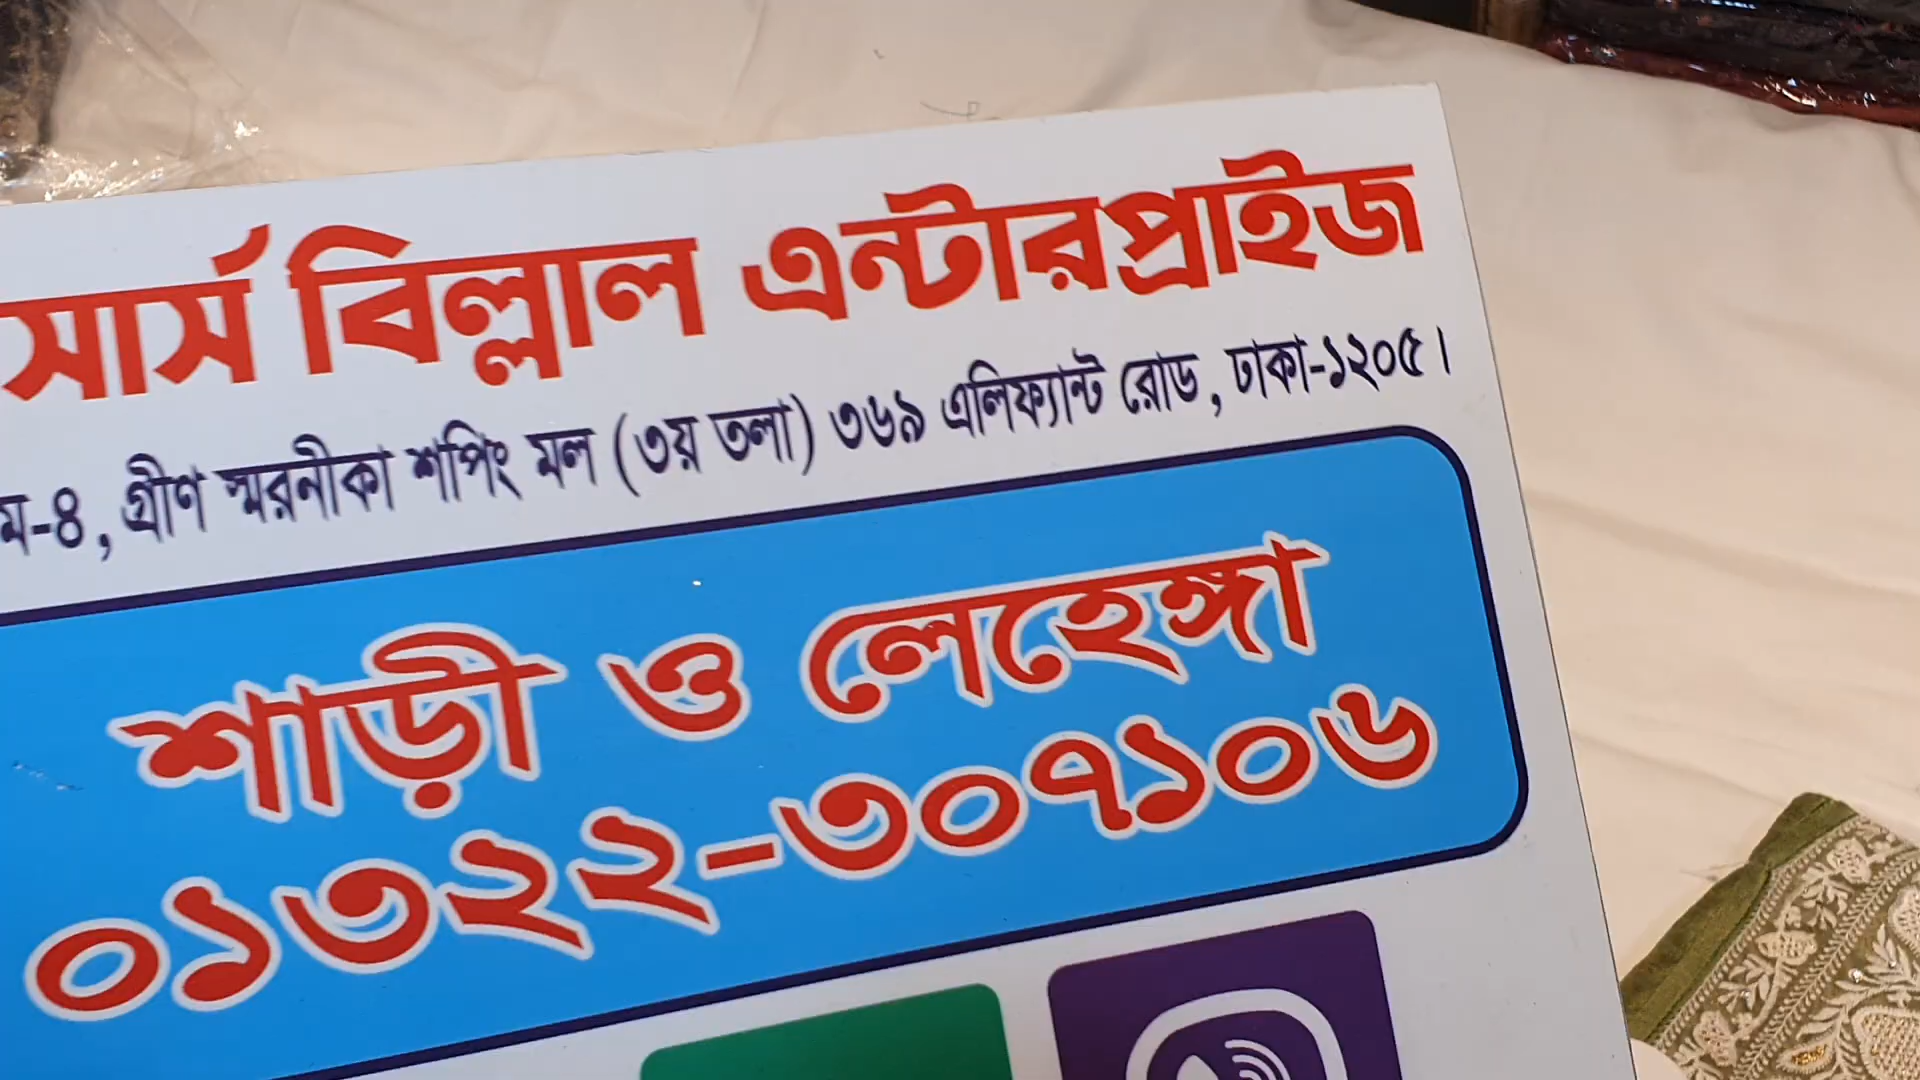 সার্স বিল্লাল এন্টারপ্রাইজ
ম-৪, গ্রীণ স্মরনীকা শপিং মল (৩য় তলা) ৩৬৯ এলিফ্যান্ট রোড, ঢাকা-১২০৫।
শাড়ী ও লেহেঙ্গা
০১৩২২-৩০৭১০৬